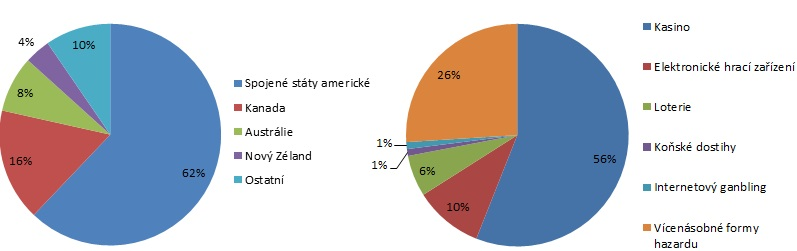 4%
10%
8%
16%
62%
Spojené státy americké
Kanada
Austrálie
Nový Zéland
Ostatní
26%
1%
1%
6%
10%
56%
Kasino
Elektronické hrací zařízení
Loterie
Koňské dostihy
Internetový ganbling
Vícenásobné formy
hazardu